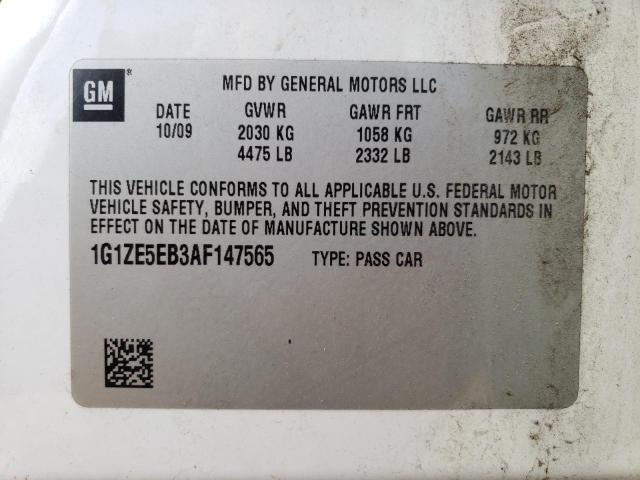 GM®
MFD BY GENERAL MOTORS LLC
DATE GVWR GAWR FRT GAWR RR
10/09 2030 KG 1058 KG 972 KG
4475 LB 2332 LB 2143 LB
THIS VEHICLE CONFORMS TO ALL APPLICABLE U.S. FEDERAL MOTOR
VEHICLE SAFETY, BUMPER, AND THEFT PREVENTION STANDARDS IN
EFFECT ON THE DATE OF MANUFACTURE SHOWN ABOVE.
1G1ZE5EB3AF147565 TYPE: PASS CAR